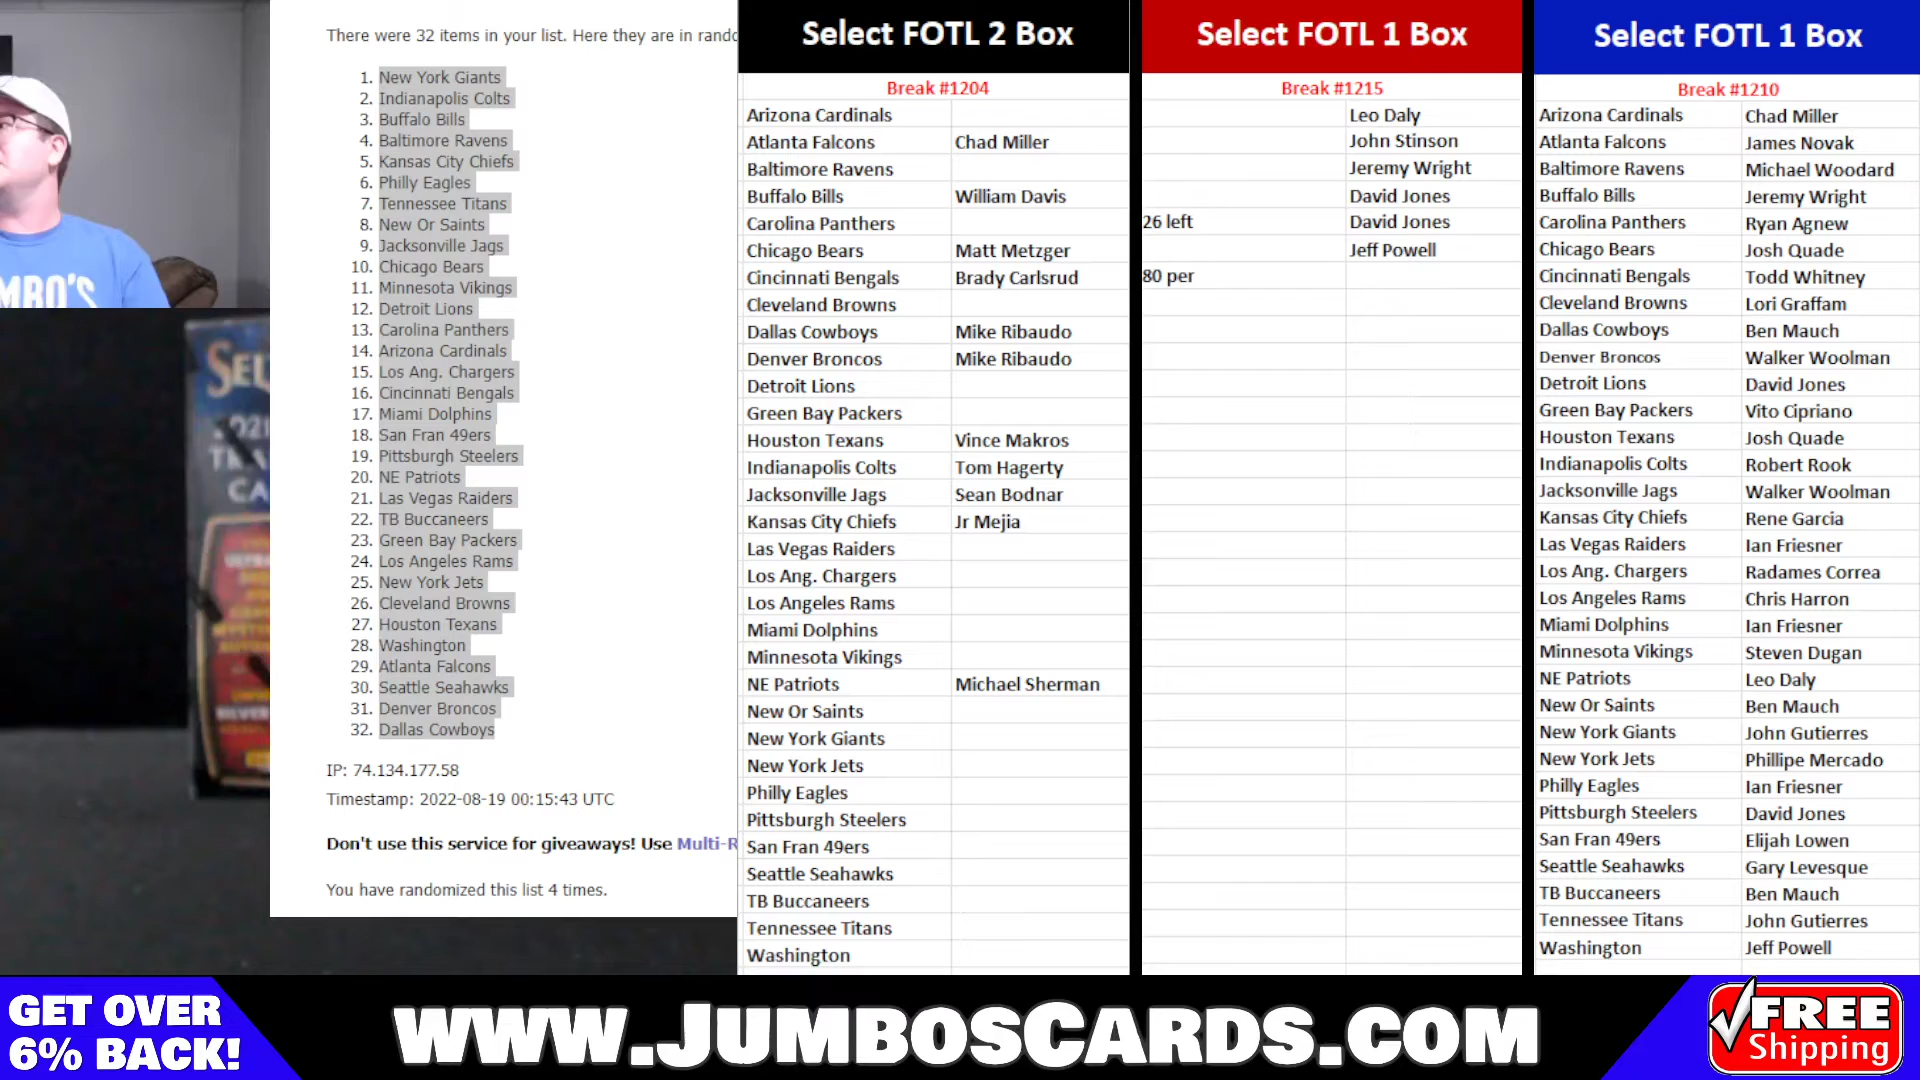 There were 32 items in your list. Here they are in rando
1. New York Giants
2. Indianapolis Colts
3. Buffalo Bills
4. Baltimore Ravens
5. Kansas City Chiefs
6. Philly Eagles
7. Tennessee Titans
8. New Or Saints
9. Jacksonville Jags
10. Chicago Bears
11. Minnesota Vikings
12. Detroit Lions
13. Carolina Panthers
14. Arizona Cardinals
15. Los Ang. Chargers
16. Cincinnati Bengals
17. Miami Dolphins
18. San Fran 49ers
19. Pittsburgh Steelers
20. NE Patriots
21. Las Vegas Raiders
22. TB Buccaneers
23. Green Bay Packers
24. Los Angeles Rams
25. New York Jets
26. Cleveland Browns
27. Houston Texans
28. Washington
29. Atlanta Falcons
30. Seattle Seahawks
31. Denver Broncos
32. Dallas Cowboys
IP: 74.134.177.58
Timestamp: 2022-08-19 00:15:43 UTC
Don't use this service for giveaways! Use Multi-R
You have randomized this list 4 times.
Select FOTL 2 Box
Break #1204
Arizona Cardinals
Atlanta Falcons Chad Miller
Baltimore Ravens
Buffalo Bills William Davis
Carolina Panthers
Chicago Bears Matt Metzger
Cincinnati Bengals Brady Carlsrud
Cleveland Browns
Dallas Cowboys Mike Ribaudo
Denver Broncos Mike Ribaudo
Detroit Lions
Green Bay Packers
Houston Texans Vince Makros
Indianapolis Colts Tom Hagerty
Jacksonville Jags Sean Bodnar
Kansas City Chiefs Jr Mejia
Las Vegas Raiders
Los Ang. Chargers
Los Angeles Rams
Miami Dolphins
Minnesota Vikings
NE Patriots Michael Sherman
New Or Saints
New York Giants
New York Jets
Philly Eagles
Pittsburgh Steelers
San Fran 49ers
Seattle Seahawks
TB Buccaneers
Tennessee Titans
Washington
Select FOTL 1 Box
Break #1215
Leo Daly
John Stinson
Jeremy Wright
David Jones
26 left David Jones
Jeff Powell
80 per
Select FOTL 1 Box
Break #1210
Arizona Cardinals Chad Miller
Atlanta Falcons James Novak
Baltimore Ravens Michael Woodard
Buffalo Bills Jeremy Wright
Carolina Panthers Ryan Agnew
Chicago Bears Josh Quade
Cincinnati Bengals Todd Whitney
Cleveland Browns Lori Graffam
Dallas Cowboys Ben Mauch
Denver Broncos Walker Woolman
Detroit Lions David Jones
Green Bay Packers Vito Cipriano
Houston Texans Josh Quade
Indianapolis Colts Robert Rook
Jacksonville Jags Walker Woolman
Kansas City Chiefs Rene Garcia
Las Vegas Raiders Ian Friesner
Los Ang. Chargers Radames Correa
Los Angeles Rams Chris Harron
Miami Dolphins Ian Friesner
Minnesota Vikings Steven Dugan
NE Patriots Leo Daly
New Or Saints Ben Mauch
New York Giants John Gutierres
New York Jets Phillipe Mercado
Philly Eagles Ian Friesner
Pittsburgh Steelers David Jones
San Fran 49ers Elijah Lowen
Seattle Seahawks Gary Levesque
TB Buccaneers Ben Mauch
Tennessee Titans John Gutierres
Washington Jeff Powell
GET OVER
6% BACK!
www.JumbosCards.com
FREE
Shipping